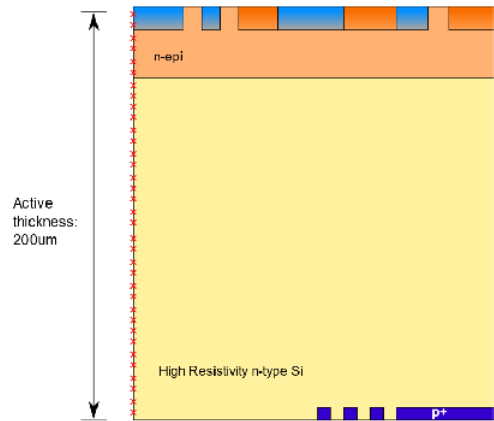 n-epi
Active
thickness:
200um
High Resistivity n-type Si
p+